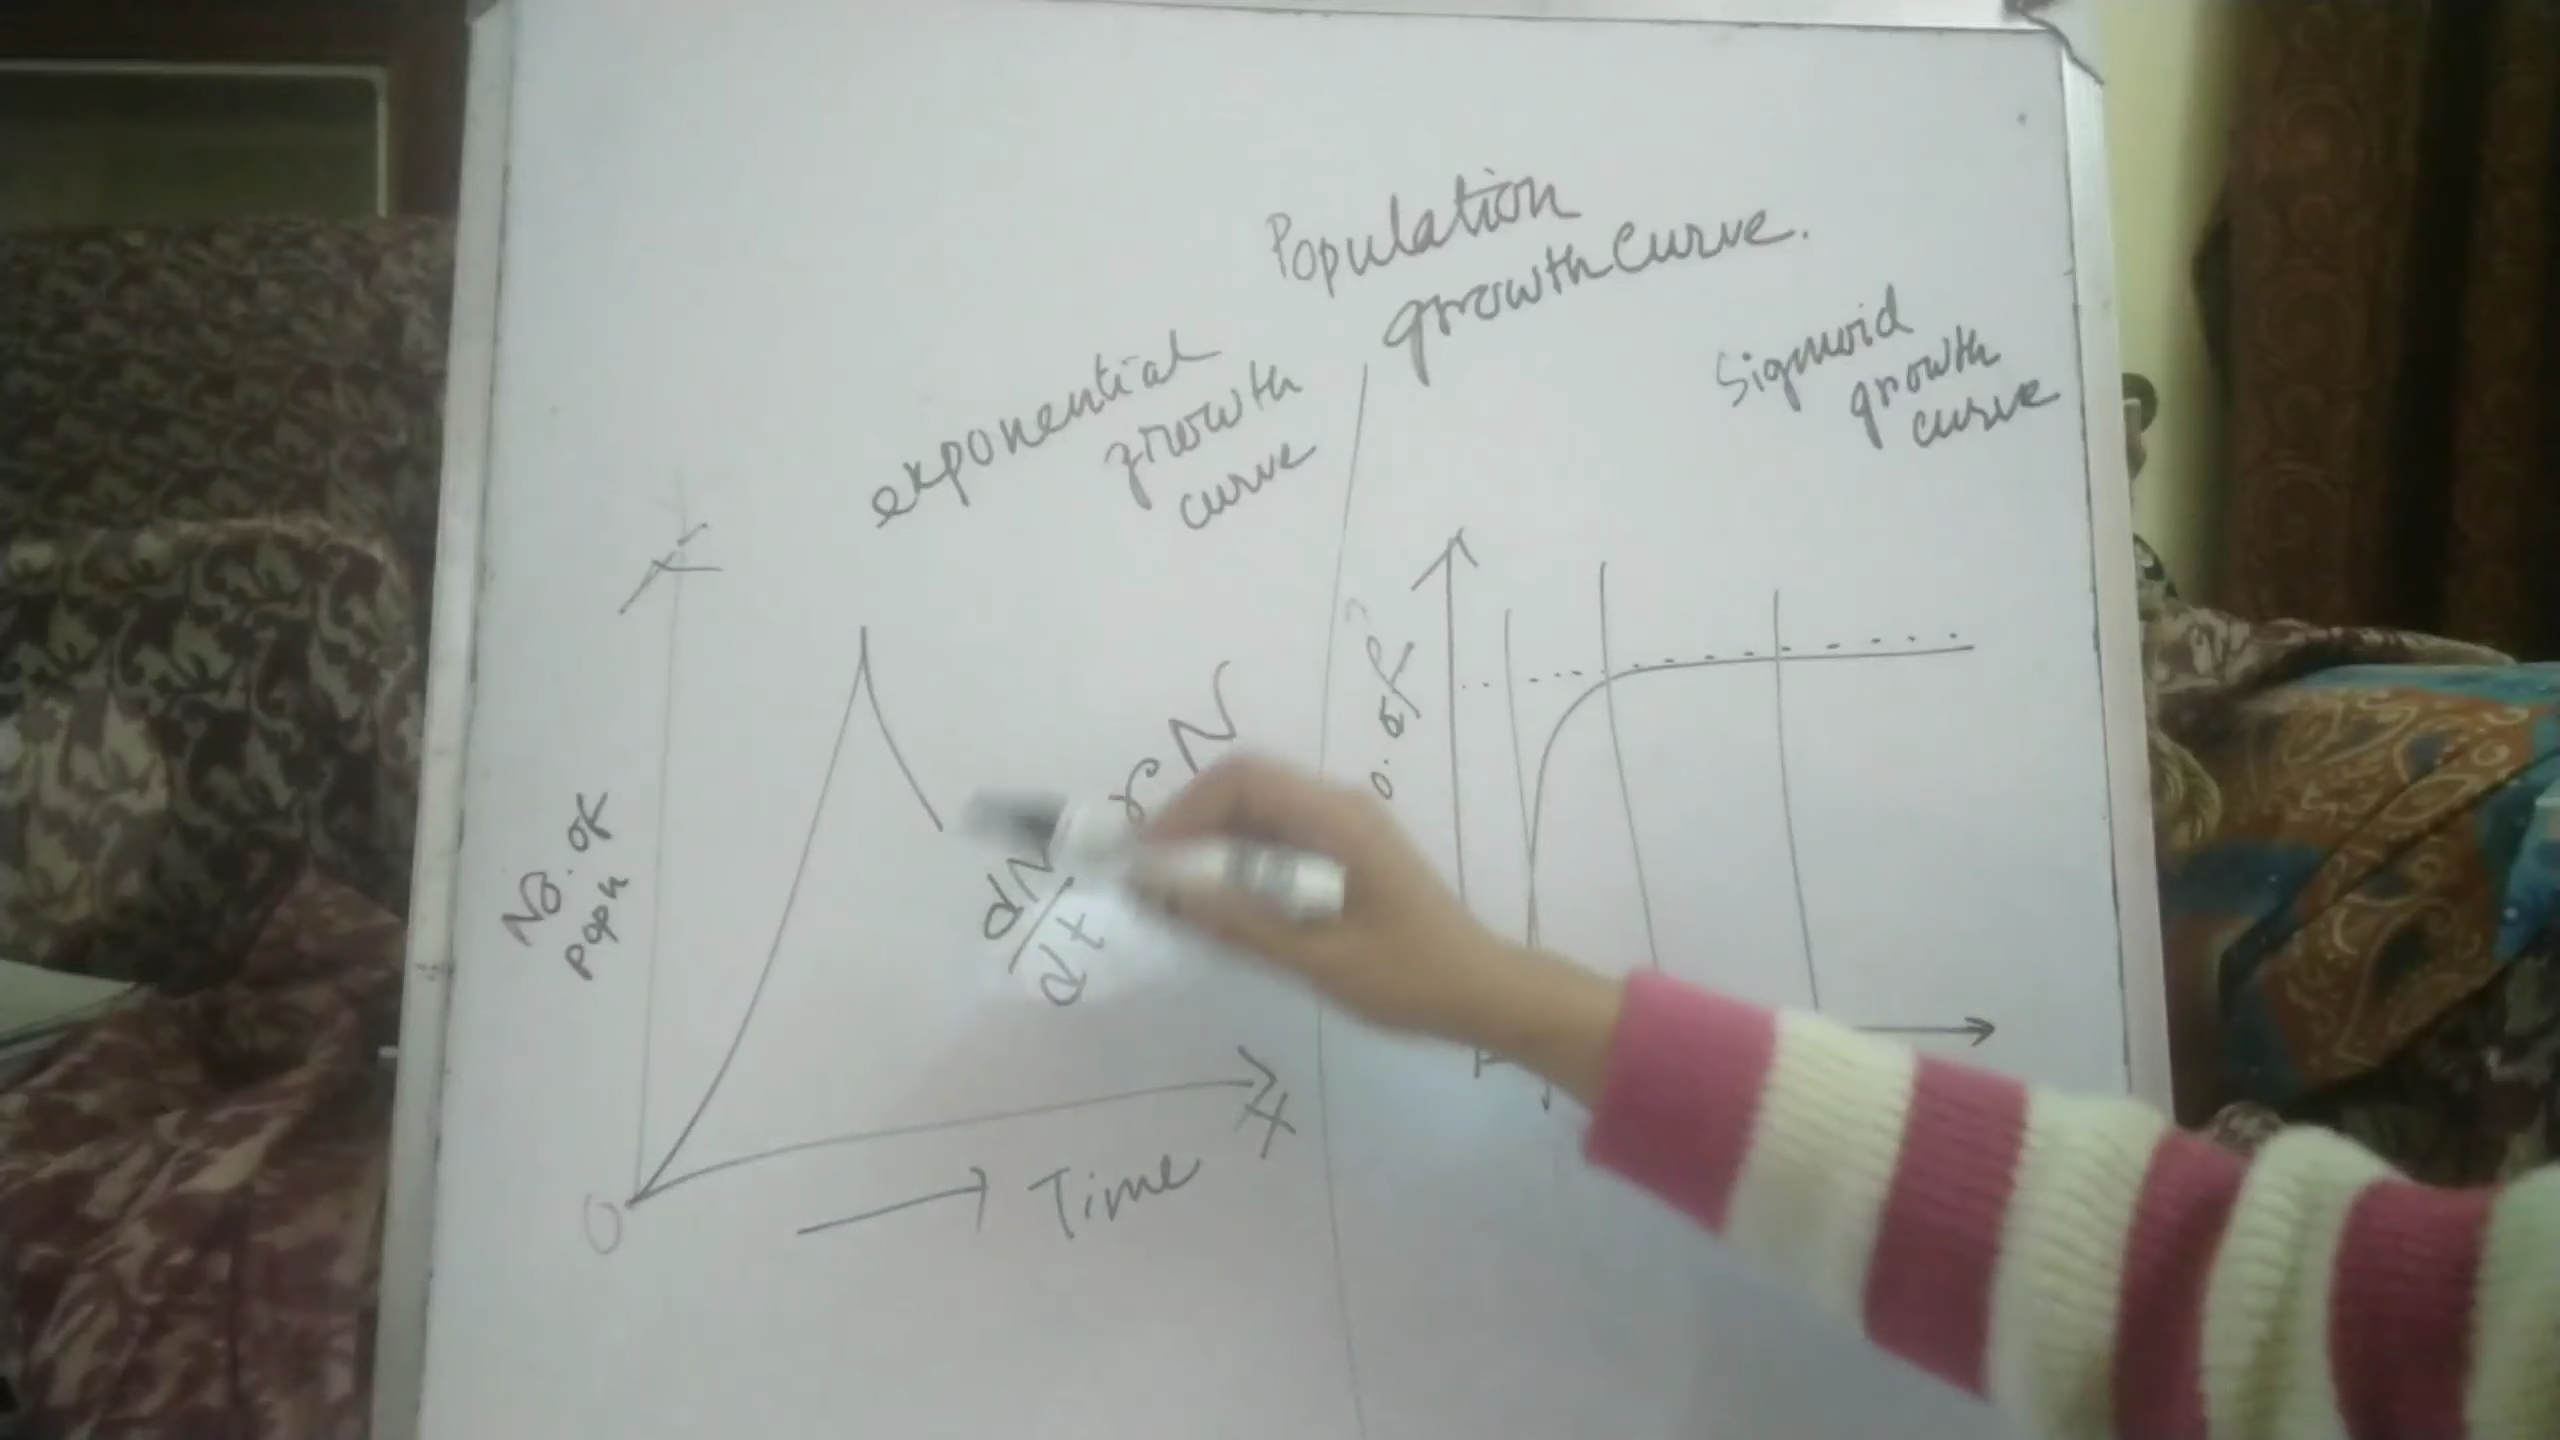 Population
growth curve.
exponential
growth
curve
Sigmoid
growth
curve
No. of
Popn
dN
dt
rN
O
X
Time